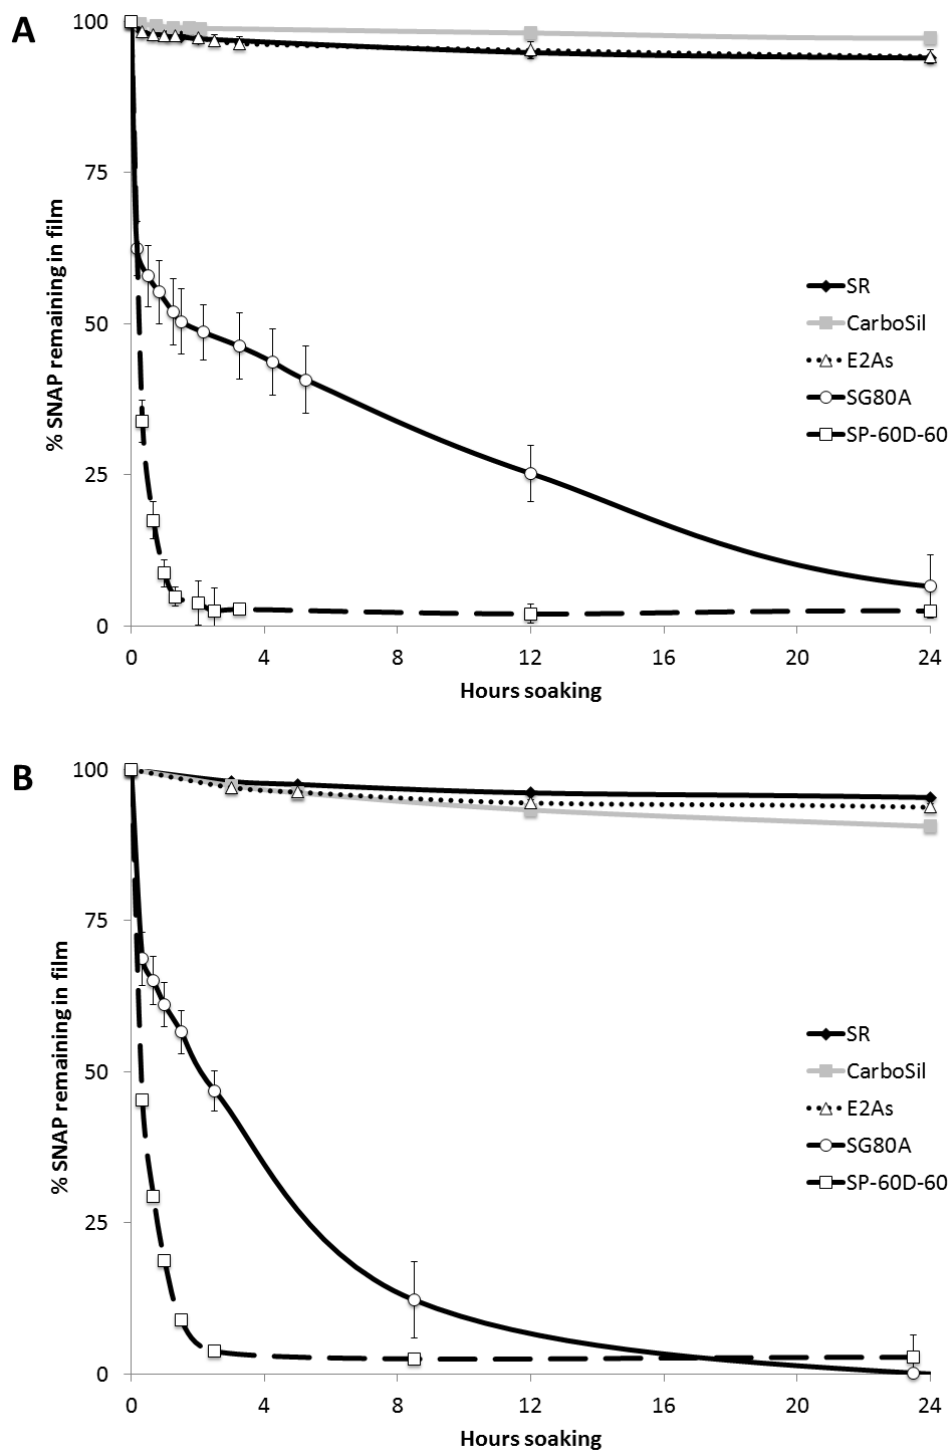 A
% SNAP remaining in film
100
75
50
25
0
0 4 8 12 16 20 24
Hours soaking
SR
CarboSil
E2As
SG80A
SP-60D-60
B
% SNAP remaining in film
100
75
50
25
0
0 4 8 12 16 20 24
Hours soaking
SR
CarboSil
E2As
SG80A
SP-60D-60